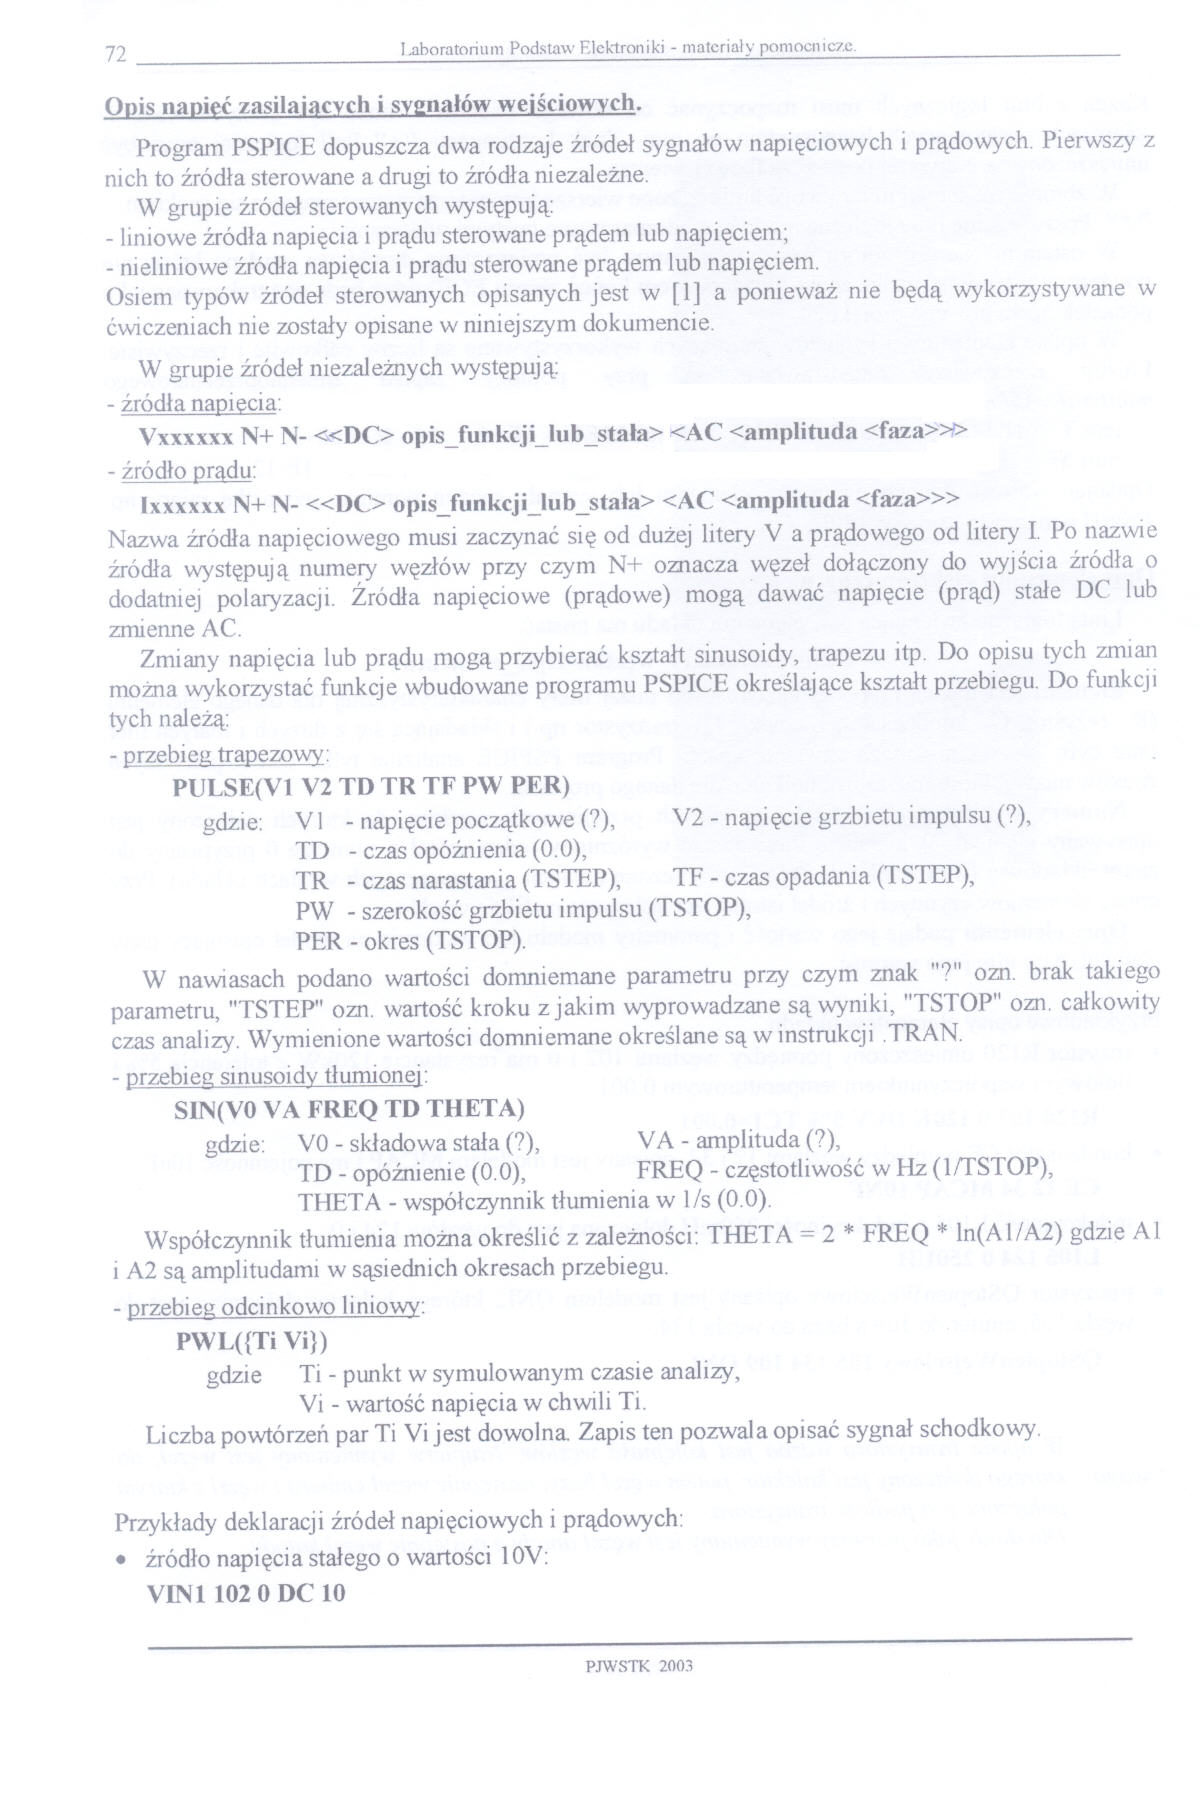 72 Laboratorium Podstaw Elektroniki - materiały pomocnicze.
Opis napięć zasilających i sygnałów wejściowych.
Program PSPICE dopuszcza dwa rodzaje źródeł sygnałów napięciowych i prądowych. Pierwszy z
nich to źródła sterowane a drugi to źródła niezależne.
W grupie źródeł sterowanych występują:
- liniowe źródła napięcia i prądu sterowane prądem lub napięciem;
- nieliniowe źródła napięcia i prądu sterowane prądem lub napięciem.
Osiem typów źródeł sterowanych opisanych jest w [1] a ponieważ nie będą wykorzystywane w
ćwiczeniach nie zostały opisane w niniejszym dokumencie.
W grupie źródeł niezależnych występują:
- źródła napięcia:
Vxxxxxx N+ N- <<DC> opis_funkcji_lub_stała> <AC <amplituda <faza>>>
- źródło prądu:
Ixxxxxx N+ N- <<DC> opis_funkcji_lub_stała> <AC <amplituda <faza>>>
Nazwa źródła napięciowego musi zaczynać się od dużej litery V a prądowego od litery I. Po nazwie
źródła występują numery węzłów przy czym N+ oznacza węzeł dołączony do wyjścia źródła o
dodatniej polaryzacji. Źródła napięciowe (prądowe) mogą dawać napięcie (prąd) stałe DC lub
zmienne AC.
Zmiany napięcia lub prądu mogą przybierać kształt sinusoidy, trapezu itp. Do opisu tych zmian
można wykorzystać funkcje wbudowane programu PSPICE określające kształt przebiegu. Do funkcji
tych należą:
- przebieg trapezowy:
PULSE(V1 V2 TD TR TF PW PER)
gdzie: V1 - napięcie początkowe (?), V2 - napięcie grzbietu impulsu (?),
TD - czas opóźnienia (0.0),
TR - czas narastania (TSTEP), TF - czas opadania (TSTEP),
PW - szerokość grzbietu impulsu (TSTOP),
PER - okres (TSTOP).
W nawiasach podano wartości domniemane parametru przy czym znak "?" ozn. brak takiego
parametru, "TSTEP" ozn. wartość kroku z jakim wyprowadzane są wyniki, "TSTOP" ozn. całkowity
czas analizy. Wymienione wartości domniemane określane są w instrukcji .TRAN.
- przebieg sinusoidy tłumionej:
SIN(V0 VA FREQ TD THETA)
gdzie: V0 - składowa stała (?), VA - amplituda (?),
TD - opóźnienie (0.0), FREQ - częstotliwość w Hz (1/TSTOP),
THETA - współczynnik tłumienia w 1/s (0.0).
Współczynnik tłumienia można określić z zależności: THETA = 2 * FREQ * ln(A1/A2) gdzie A1
i A2 są amplitudami w sąsiednich okresach przebiegu.
- przebieg odcinkowo liniowy:
PWL({Ti Vi})
gdzie Ti - punkt w symulowanym czasie analizy,
Vi - wartość napięcia w chwili Ti.
Liczba powtórzeń par Ti Vi jest dowolna. Zapis ten pozwala opisać sygnał schodkowy.
Przykłady deklaracji źródeł napięciowych i prądowych:
• źródło napięcia stałego o wartości 10V:
VIN1 102 0 DC 10
PJWSTK 2003